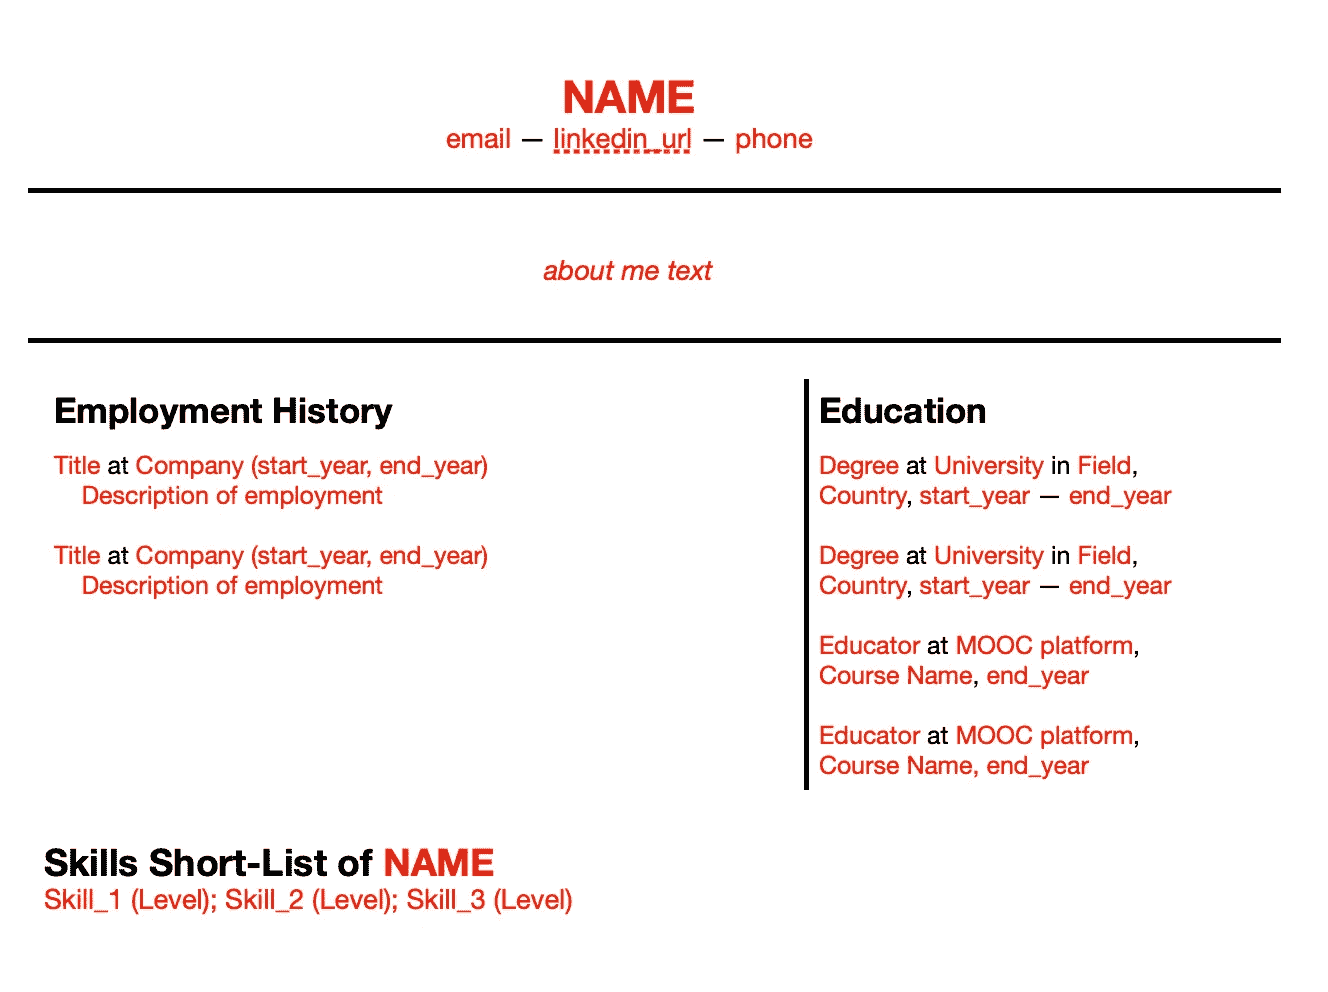 NAME
email — linkedin_url — phone
about me text
Employment History
Title at Company (start_year, end_year)
Description of employment
Title at Company (start_year, end_year)
Description of employment
Education
Degree at University in Field,
Country, start_year — end_year
Degree at University in Field,
Country, start_year — end_year
Educator at MOOC platform,
Course Name, end_year
Educator at MOOC platform,
Course Name, end_year
Skills Short-List of NAME
Skill_1 (Level); Skill_2 (Level); Skill_3 (Level)